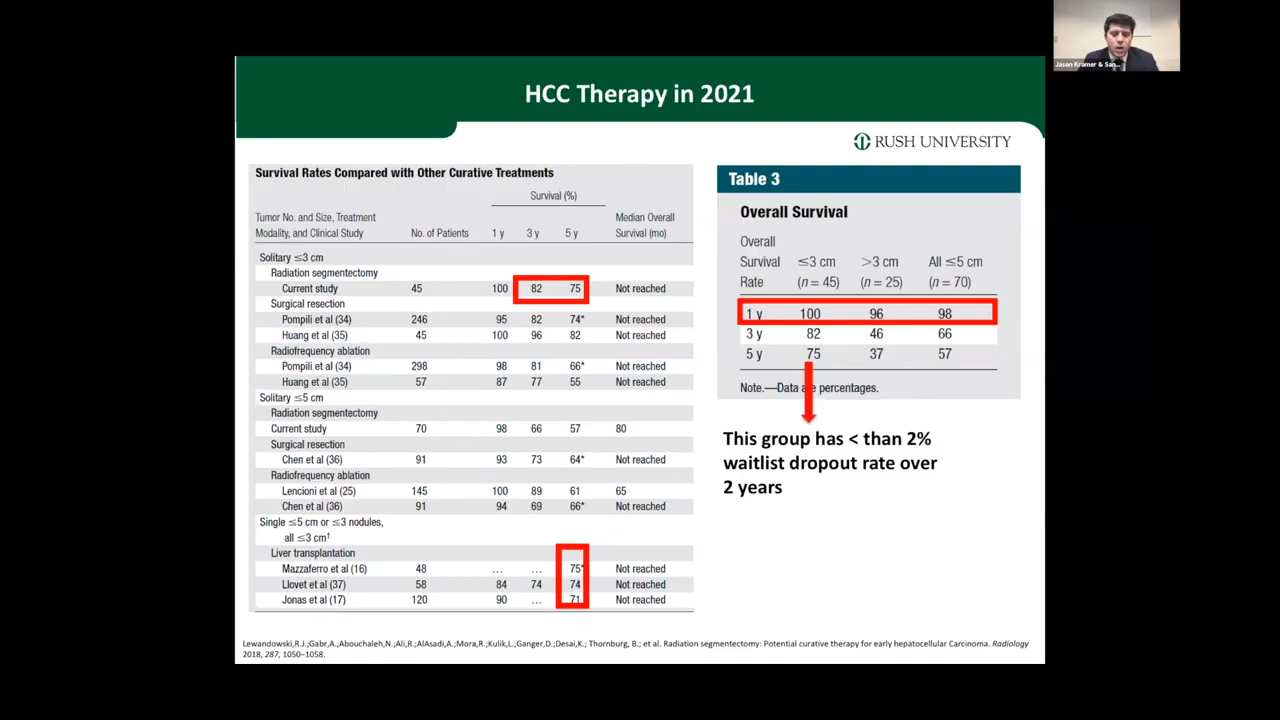 Jason Kramer & San...
HCC Therapy in 2021
RUSH UNIVERSITY
Survival Rates Compared with Other Curative Treatments
Survival (%)
Tumor No. and Size, Treatment Median Overall
Modality, and Clinical Study No. of Patients 1 y 3 y 5 y Survival (mo)
Solitary ≤3 cm
Radiation segmentectomy
Current study 45 100 82 75 Not reached
Surgical resection
Pompili et al (34) 246 95 82 74* Not reached
Huang et al (35) 45 100 96 82 Not reached
Radiofrequency ablation
Pompili et al (34) 298 98 81 66* Not reached
Huang et al (35) 57 87 77 55 Not reached
Solitary ≤5 cm
Radiation segmentectomy
Current study 70 98 66 57 80
Surgical resection
Chen et al (36) 91 93 73 64* Not reached
Radiofrequency ablation
Lencioni et al (25) 145 100 89 61 65
Chen et al (36) 91 94 69 66* Not reached
Single ≤5 cm or ≤3 nodules,
all ≤3 cm†
Liver transplantation
Mazzaferro et al (16) 48 ... ... 75* Not reached
Llovet et al (37) 58 84 74 74 Not reached
Jonas et al (17) 120 90 ... 71 Not reached
Table 3
Overall Survival
Overall
Survival ≤3 cm >3 cm All ≤5 cm
Rate (n = 45) (n = 25) (n = 70)
1 y 100 96 98
3 y 82 46 66
5 y 75 37 57
Note.—Data are percentages.
This group has < than 2%
waitlist dropout rate over
2 years
Lewandowski,R.J.;Gabr,A.;Abouchaleh,N.;Ali,R.;AlAsadi,A.;Mora,R.;Kulik,L.;Ganger,D.;Desai,K.; Thornburg, B.; et al. Radiation segmentectomy: Potential curative therapy for early hepatocellular Carcinoma. Radiology
2018, 287, 1050–1058.